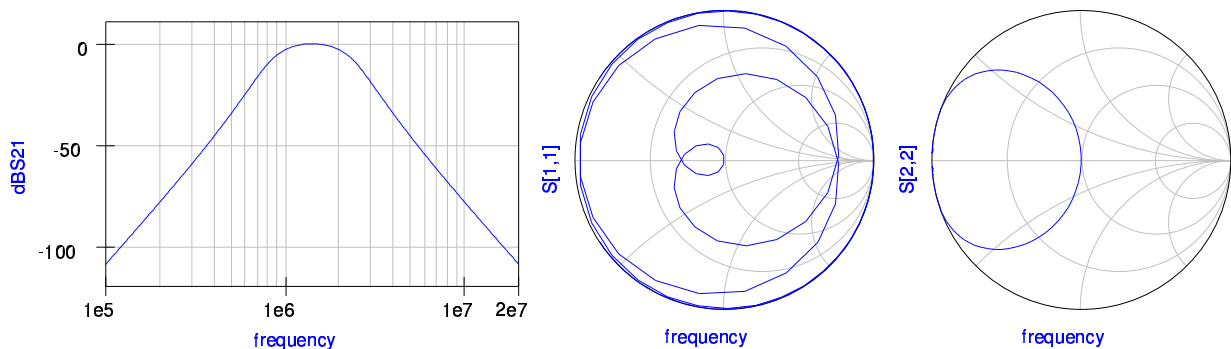 0
-50
-100
dBS21
1e5
1e6
1e7
2e7
frequency
S[1,1]
frequency
S[2,2]
frequency